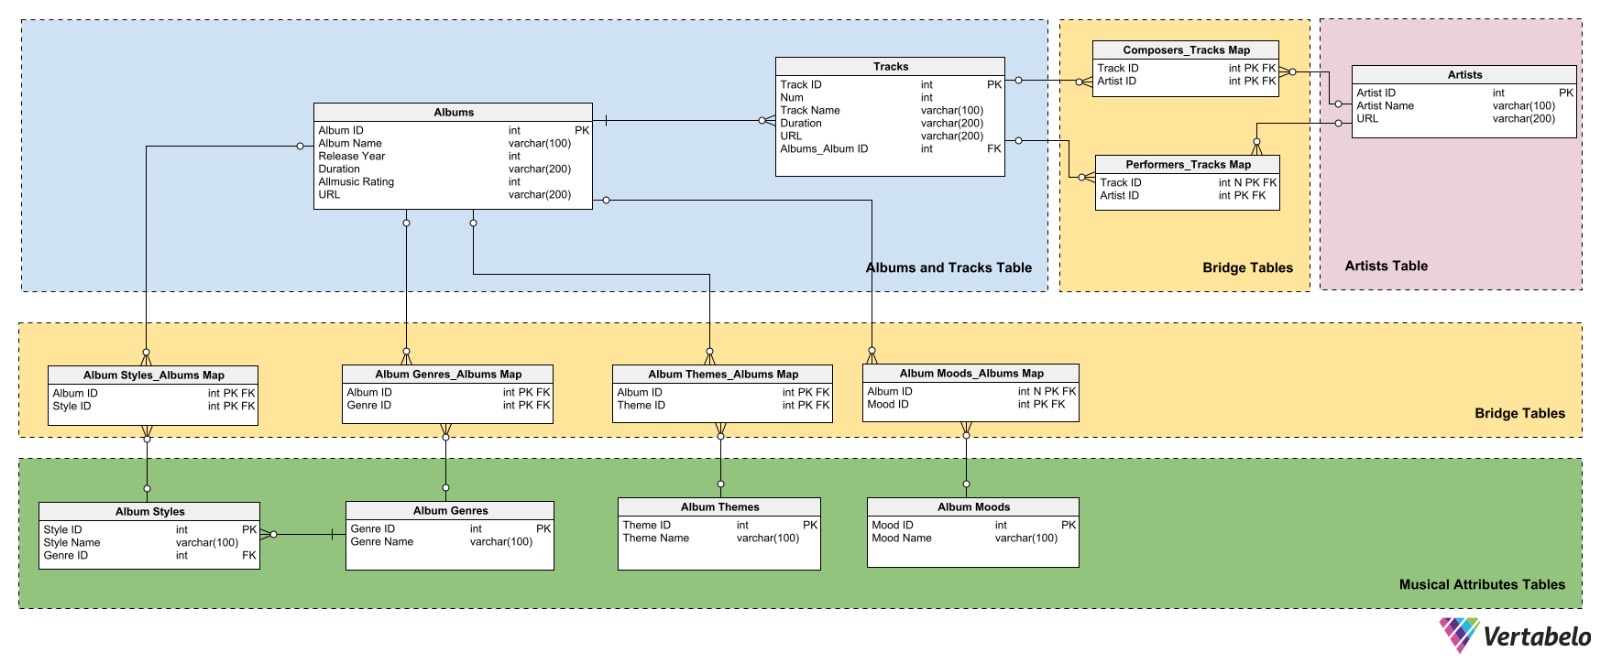 Albums
Album ID int PK
Album Name varchar(100)
Release Year int
Duration varchar(200)
Allmusic Rating int
URL varchar(200)
Tracks
Track ID int PK
Num int
Track Name varchar(100)
Duration varchar(200)
URL varchar(200)
Albums_Album ID int FK
Albums and Tracks Table
Composers_Tracks Map
Track ID int PK FK
Artist ID int PK FK
Performers_Tracks Map
Track ID int N PK FK
Artist ID int PK FK
Bridge Tables
Artists
Artist ID int PK
Artist Name varchar(100)
URL varchar(200)
Artists Table
Album Styles_Albums Map
Album ID int PK FK
Style ID int PK FK
Album Genres_Albums Map
Album ID int PK FK
Genre ID int PK FK
Album Themes_Albums Map
Album ID int PK FK
Theme ID int PK FK
Album Moods_Albums Map
Album ID int N PK FK
Mood ID int PK FK
Bridge Tables
Album Styles
Style ID int PK
Style Name varchar(100)
Genre ID int FK
Album Genres
Genre ID int PK
Genre Name varchar(100)
Album Themes
Theme ID int PK
Theme Name varchar(100)
Album Moods
Mood ID int PK
Mood Name varchar(100)
Musical Attributes Tables
Vertabelo